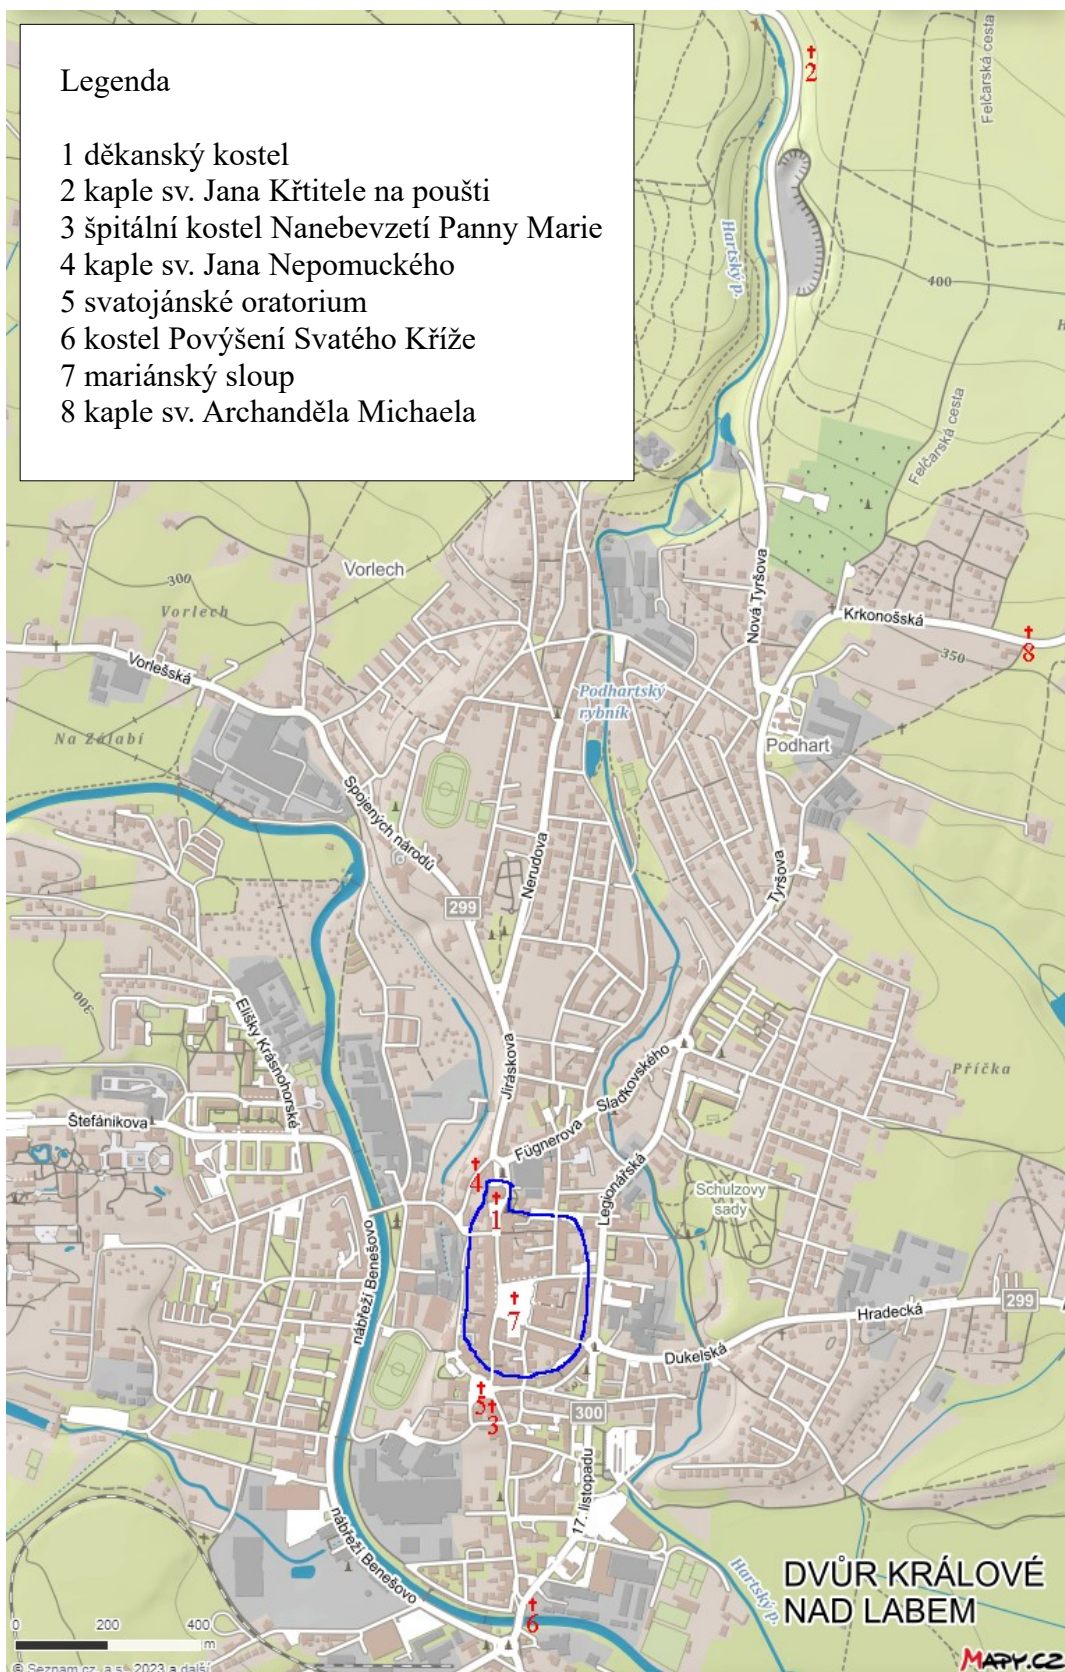 Legenda
1 děkanský kostel
2 kaple sv. Jana Křtitele na poušti
3 špitální kostel Nanebevzetí Panny Marie
4 kaple sv. Jana Nepomuckého
5 svatojánské oratorium
6 kostel Povýšení Svatého Kříže
7 mariánský sloup
8 kaple sv. Archanděla Michaela
2
Felčarská cesta
Hartský p.
400
Felčarská cesta
Vorlech
300
Vorlech
Nová Tyršova
Krkonošská
8
350
Vorlešská
Podhartský
rybník
Na Zálabí
Podhart
Spojených národů
Nerudova
Tyršova
299
300
Elišky Krásnohorské
Jiráskova
Sladkovského
Příčka
Štefánikova
Fügnerova
4
Legionářská
Schulzovy
sady
1
nábřeží Benešovo
7
299
Hradecká
Dukelská
5
3
300
17. listopadu
nábřeží Benešovo
Hartský p.
6
DVŮR KRÁLOVÉ
NAD LABEM
0 200 400
m
© Seznam.cz, a.s., 2023 a další
MAPY.CZ